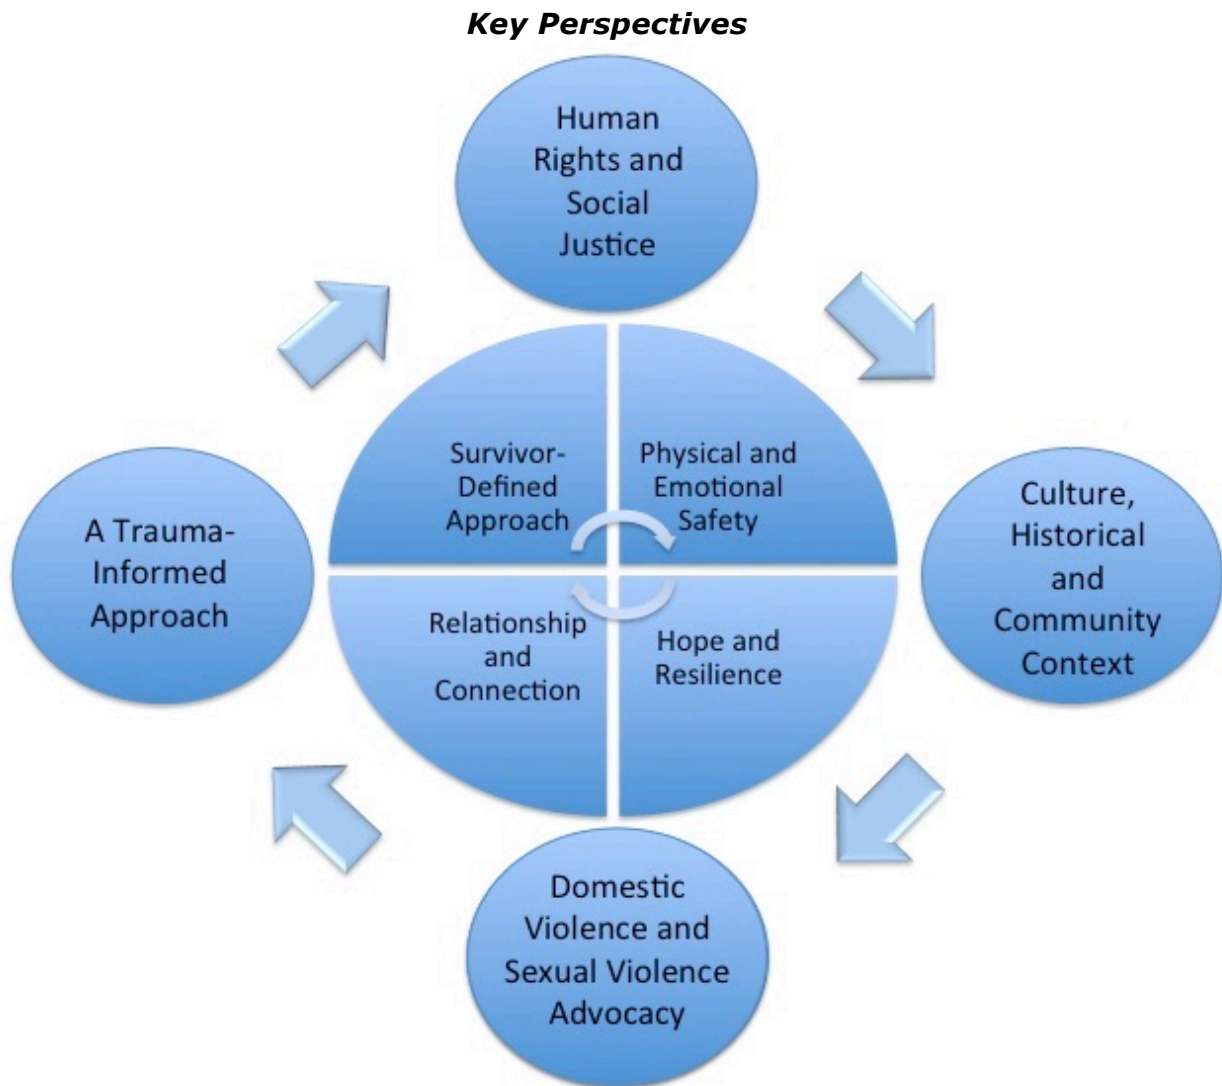 Key Perspectives
Human
Rights and
Social
Justice
Survivor-
Defined
Approach
Physical and
Emotional
Safety
A Trauma-
Informed
Approach
Culture,
Historical
and
Community
Context
Relationship
and
Connection
Hope and
Resilience
Domestic
Violence and
Sexual Violence
Advocacy